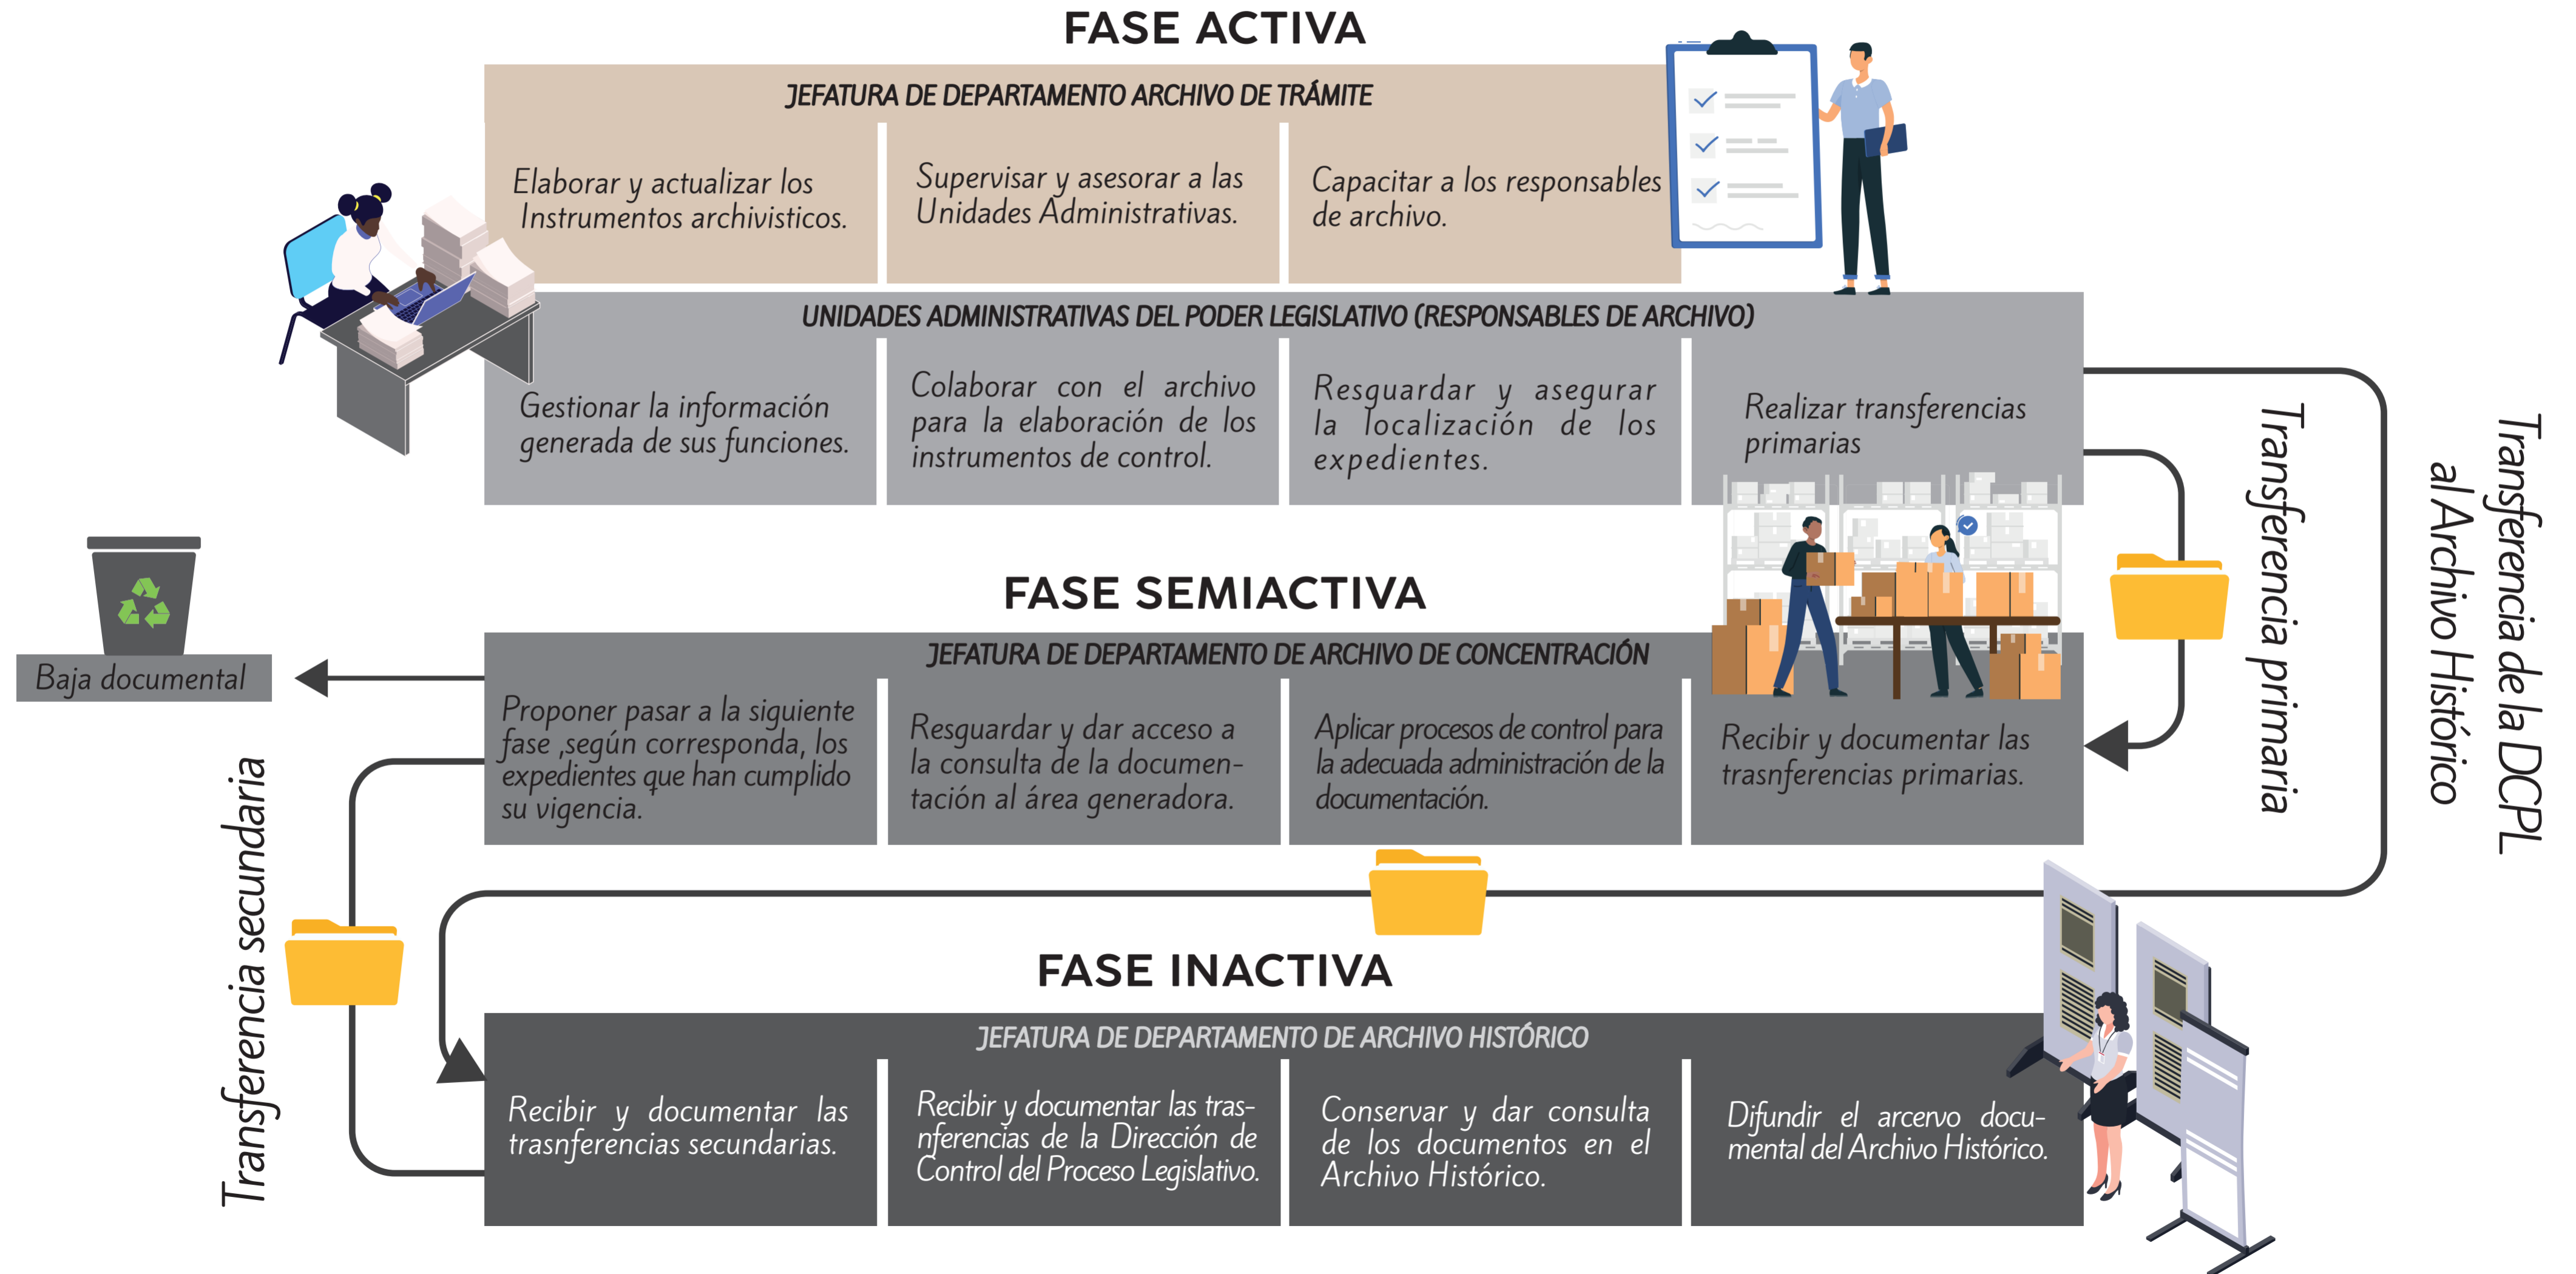 FASE ACTIVA
JEFATURA DE DEPARTAMENTO ARCHIVO DE TRÁMITE
Elaborar y actualizar los
Instrumentos archivisticos.
Supervisar y asesorar a las
Unidades Administrativas.
Capacitar a los responsables
de archivo.
UNIDADES ADMINISTRATIVAS DEL PODER LEGISLATIVO (RESPONSABLES DE ARCHIVO)
Gestionar la información
generada de sus funciones.
Colaborar con el archivo
para la elaboración de los
instrumentos de control.
Resguardar y asegurar
la localización de los
expedientes.
Realizar transferencias
primarias
Transferencia primaria
Transferencia de la DCPL
al Archivo Histórico
FASE SEMIACTIVA
JEFATURA DE DEPARTAMENTO DE ARCHIVO DE CONCENTRACIÓN
Baja documental
Proponer pasar a la siguiente
fase ,según corresponda, los
expedientes que han cumplido
su vigencia.
Resguardar y dar acceso a
la consulta de la documen-
tación al área generadora.
Aplicar procesos de control para
la adecuada administración de la
documentación.
Recibir y documentar las
trasnferencias primarias.
Transferencia secundaria
FASE INACTIVA
JEFATURA DE DEPARTAMENTO DE ARCHIVO HISTÓRICO
Recibir y documentar las
trasnferencias secundarias.
Recibir y documentar las tras-
nferencias de la Dirección de
Control del Proceso Legislativo.
Conservar y dar consulta
de los documentos en el
Archivo Histórico.
Difundir el arcervo docu-
mental del Archivo Histórico.